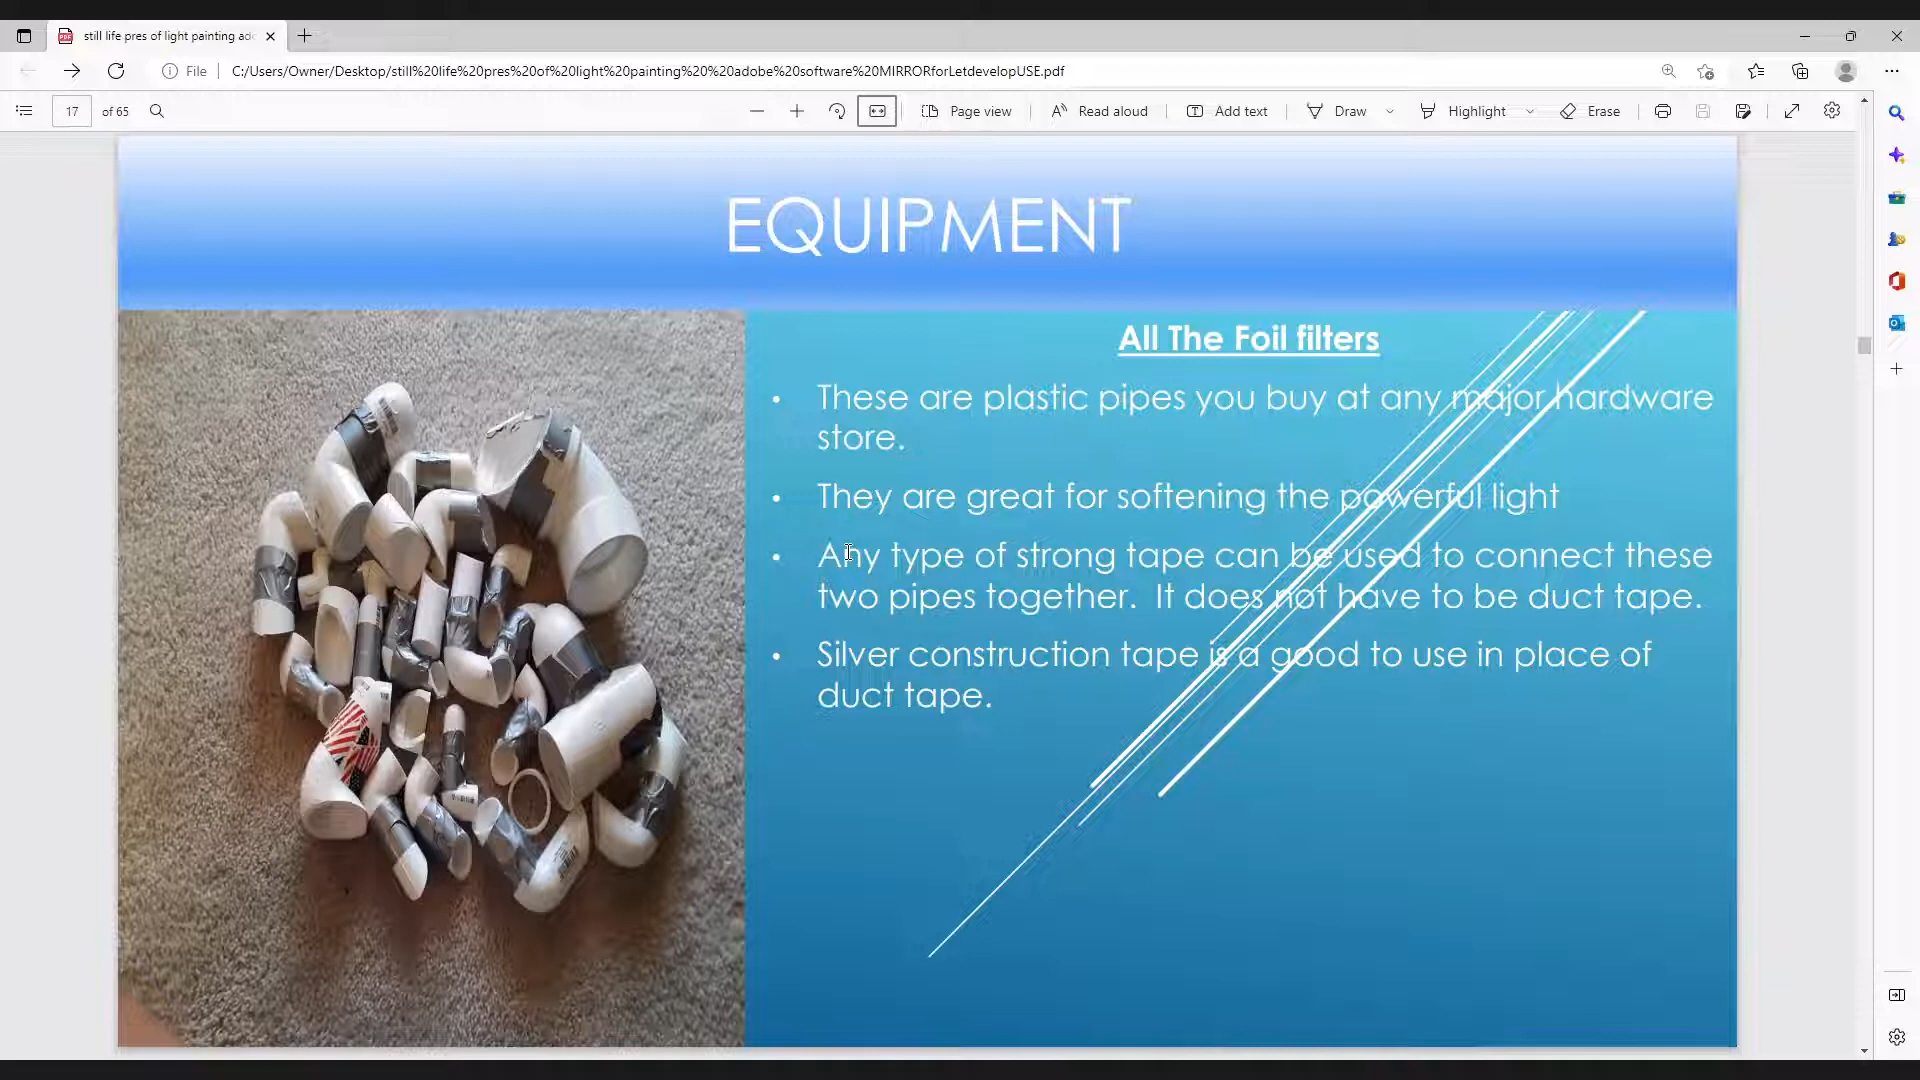 still life pres of light painting ad
File
C:/Users/Owner/Desktop/still%20life%20pres%20of%20light%20painting%20%20adobe%20software%20MIRRORforLetdevelopUSE.pdf
17 of 65
Page view
Read aloud
Add text
Draw
Highlight
Erase
EQUIPMENT
All The Foil filters
• These are plastic pipes you buy at any major hardware
store.
• They are great for softening the powerful light
• Any type of strong tape can be used to connect these
two pipes together. It does not have to be duct tape.
• Silver construction tape is a good to use in place of
duct tape.